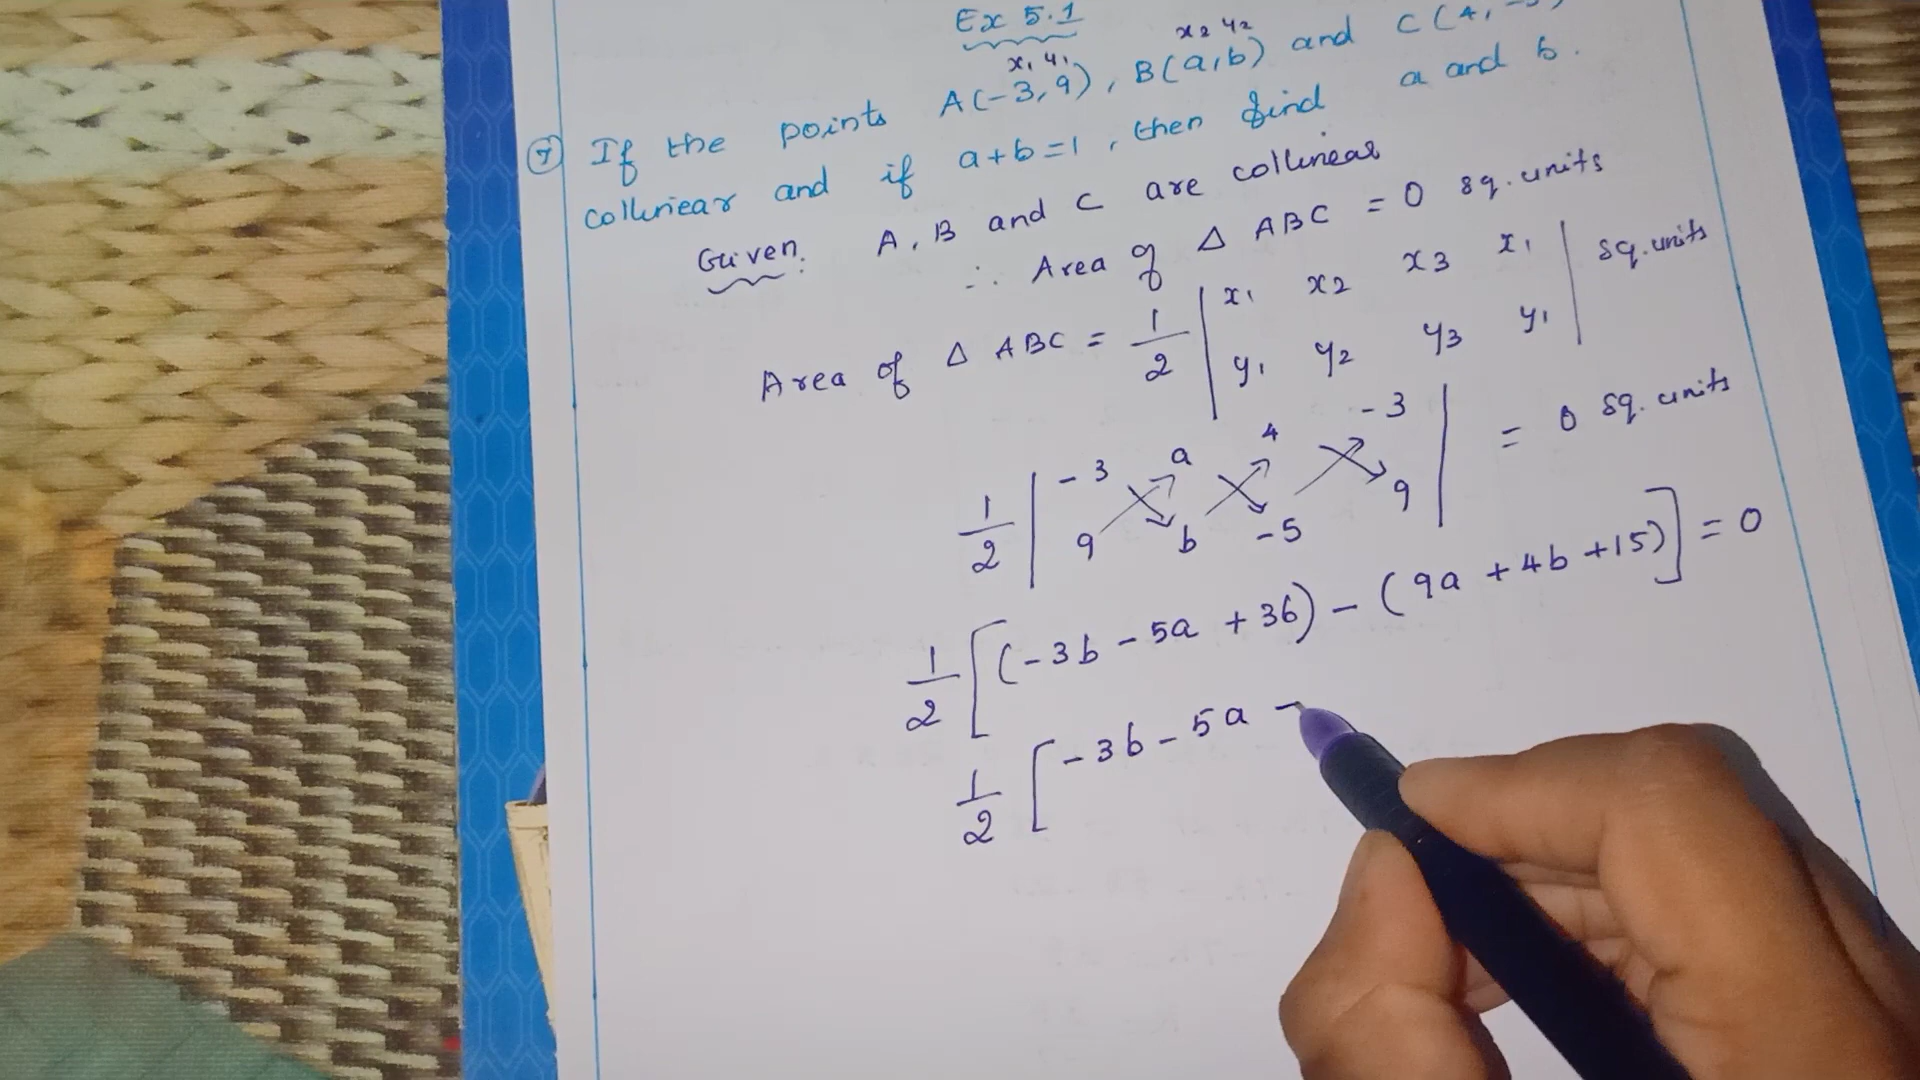 Ex 5.1
x1 y1 x2 y2
7 If the points A(-3,9), B(a,b) and C(4,-5)
collinear and if a+b=1, then find a and b.
Given: A, B and C are collinear
∴ Area of Δ ABC = 0 sq. units
Area of Δ ABC = 1/2 | x1 x2 x3 x1 | sq. units
y1 y2 y3 y1
1/2 | -3 a 4 -3 | = 0 sq. units
9 b -5 9
1/2 [(-3b - 5a + 36) - (9a + 4b + 15)] = 0
1/2 [-3b - 5a -